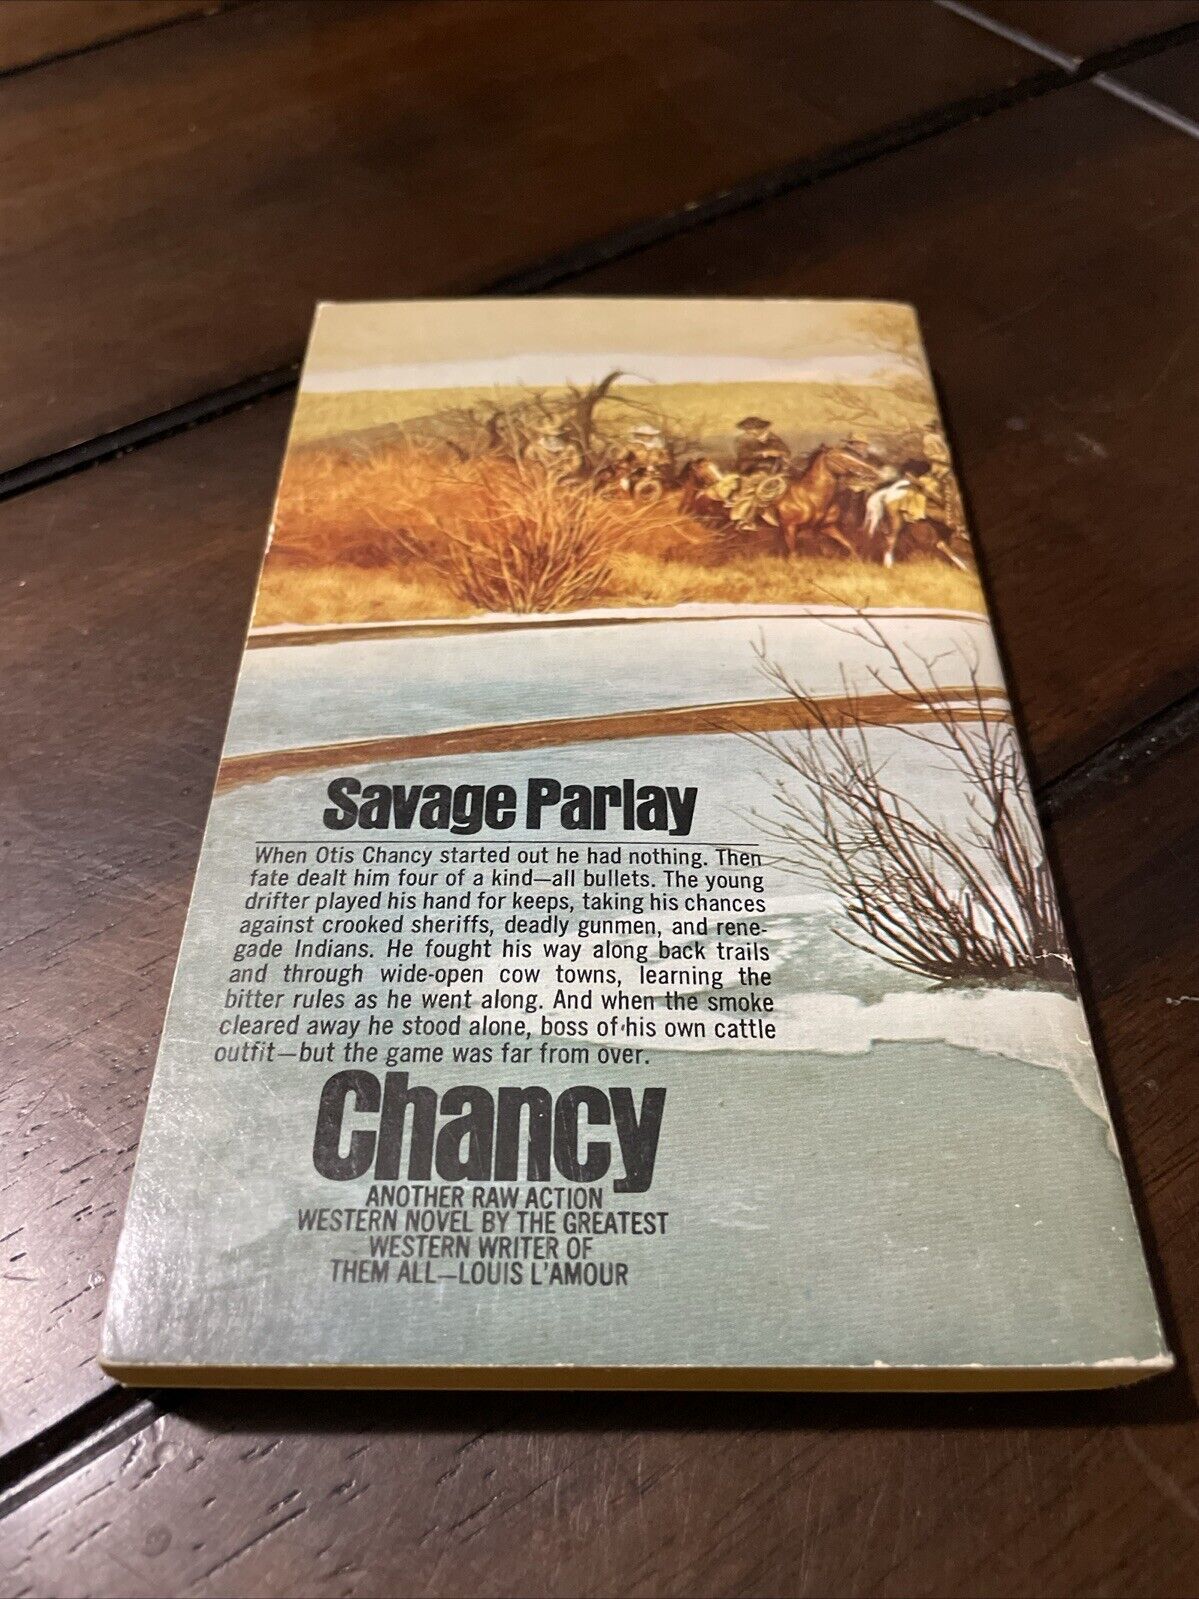 Savage Parlay
When Otis Chancy started out he had nothing. Then
fate dealt him four of a kind—all bullets. The young
drifter played his hand for keeps, taking his chances
against crooked sheriffs, deadly gunmen, and rene-
gade Indians. He fought his way along back trails
and through wide-open cow towns, learning the
bitter rules as he went along. And when the smoke
cleared away he stood alone, boss of his own cattle
outfit—but the game was far from over.
Chancy
ANOTHER RAW ACTION
WESTERN NOVEL BY THE GREATEST
WESTERN WRITER OF
THEM ALL—LOUIS L'AMOUR